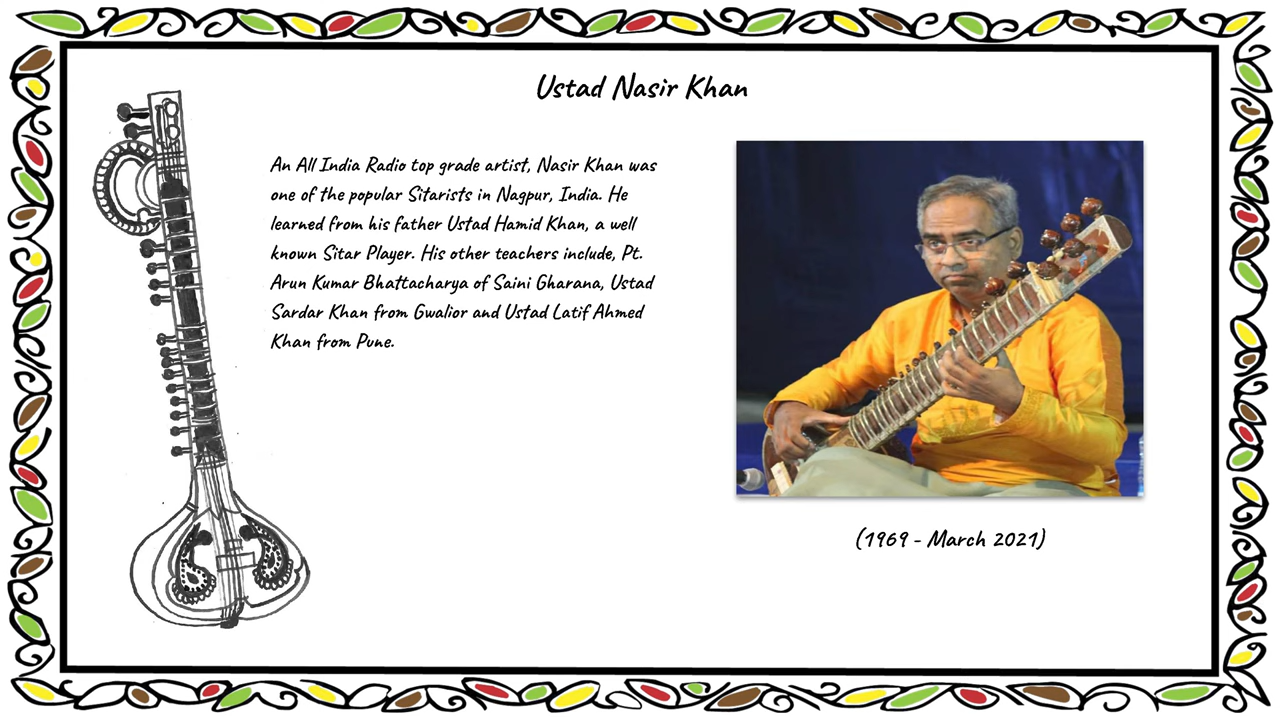 Ustad Nasir Khan
An All India Radio top grade artist, Nasir Khan was
one of the popular Sitarists in Nagpur, India. He
learned from his father Ustad Hamid Khan, a well
known Sitar Player. His other teachers include, Pt.
Arun Kumar Bhattacharya of Saini Gharana, Ustad
Sardar Khan from Gwalior and Ustad Latif Ahmed
Khan from Pune.
(1969 - March 2021)